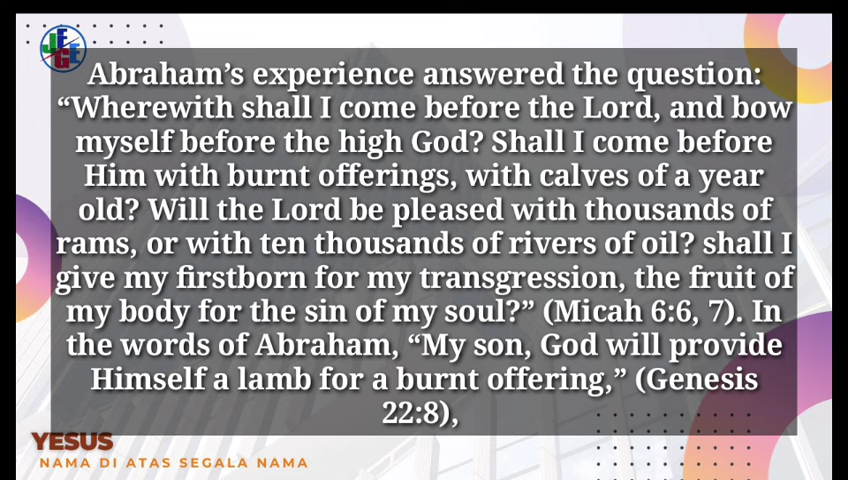 JEGE
Abraham’s experience answered the question:
“Wherewith shall I come before the Lord, and bow
myself before the high God? Shall I come before
Him with burnt offerings, with calves of a year
old? Will the Lord be pleased with thousands of
rams, or with ten thousands of rivers of oil? shall I
give my firstborn for my transgression, the fruit of
my body for the sin of my soul?” (Micah 6:6, 7). In
the words of Abraham, “My son, God will provide
Himself a lamb for a burnt offering,” (Genesis
22:8),
YESUS
NAMA DI ATAS SEGALA NAMA